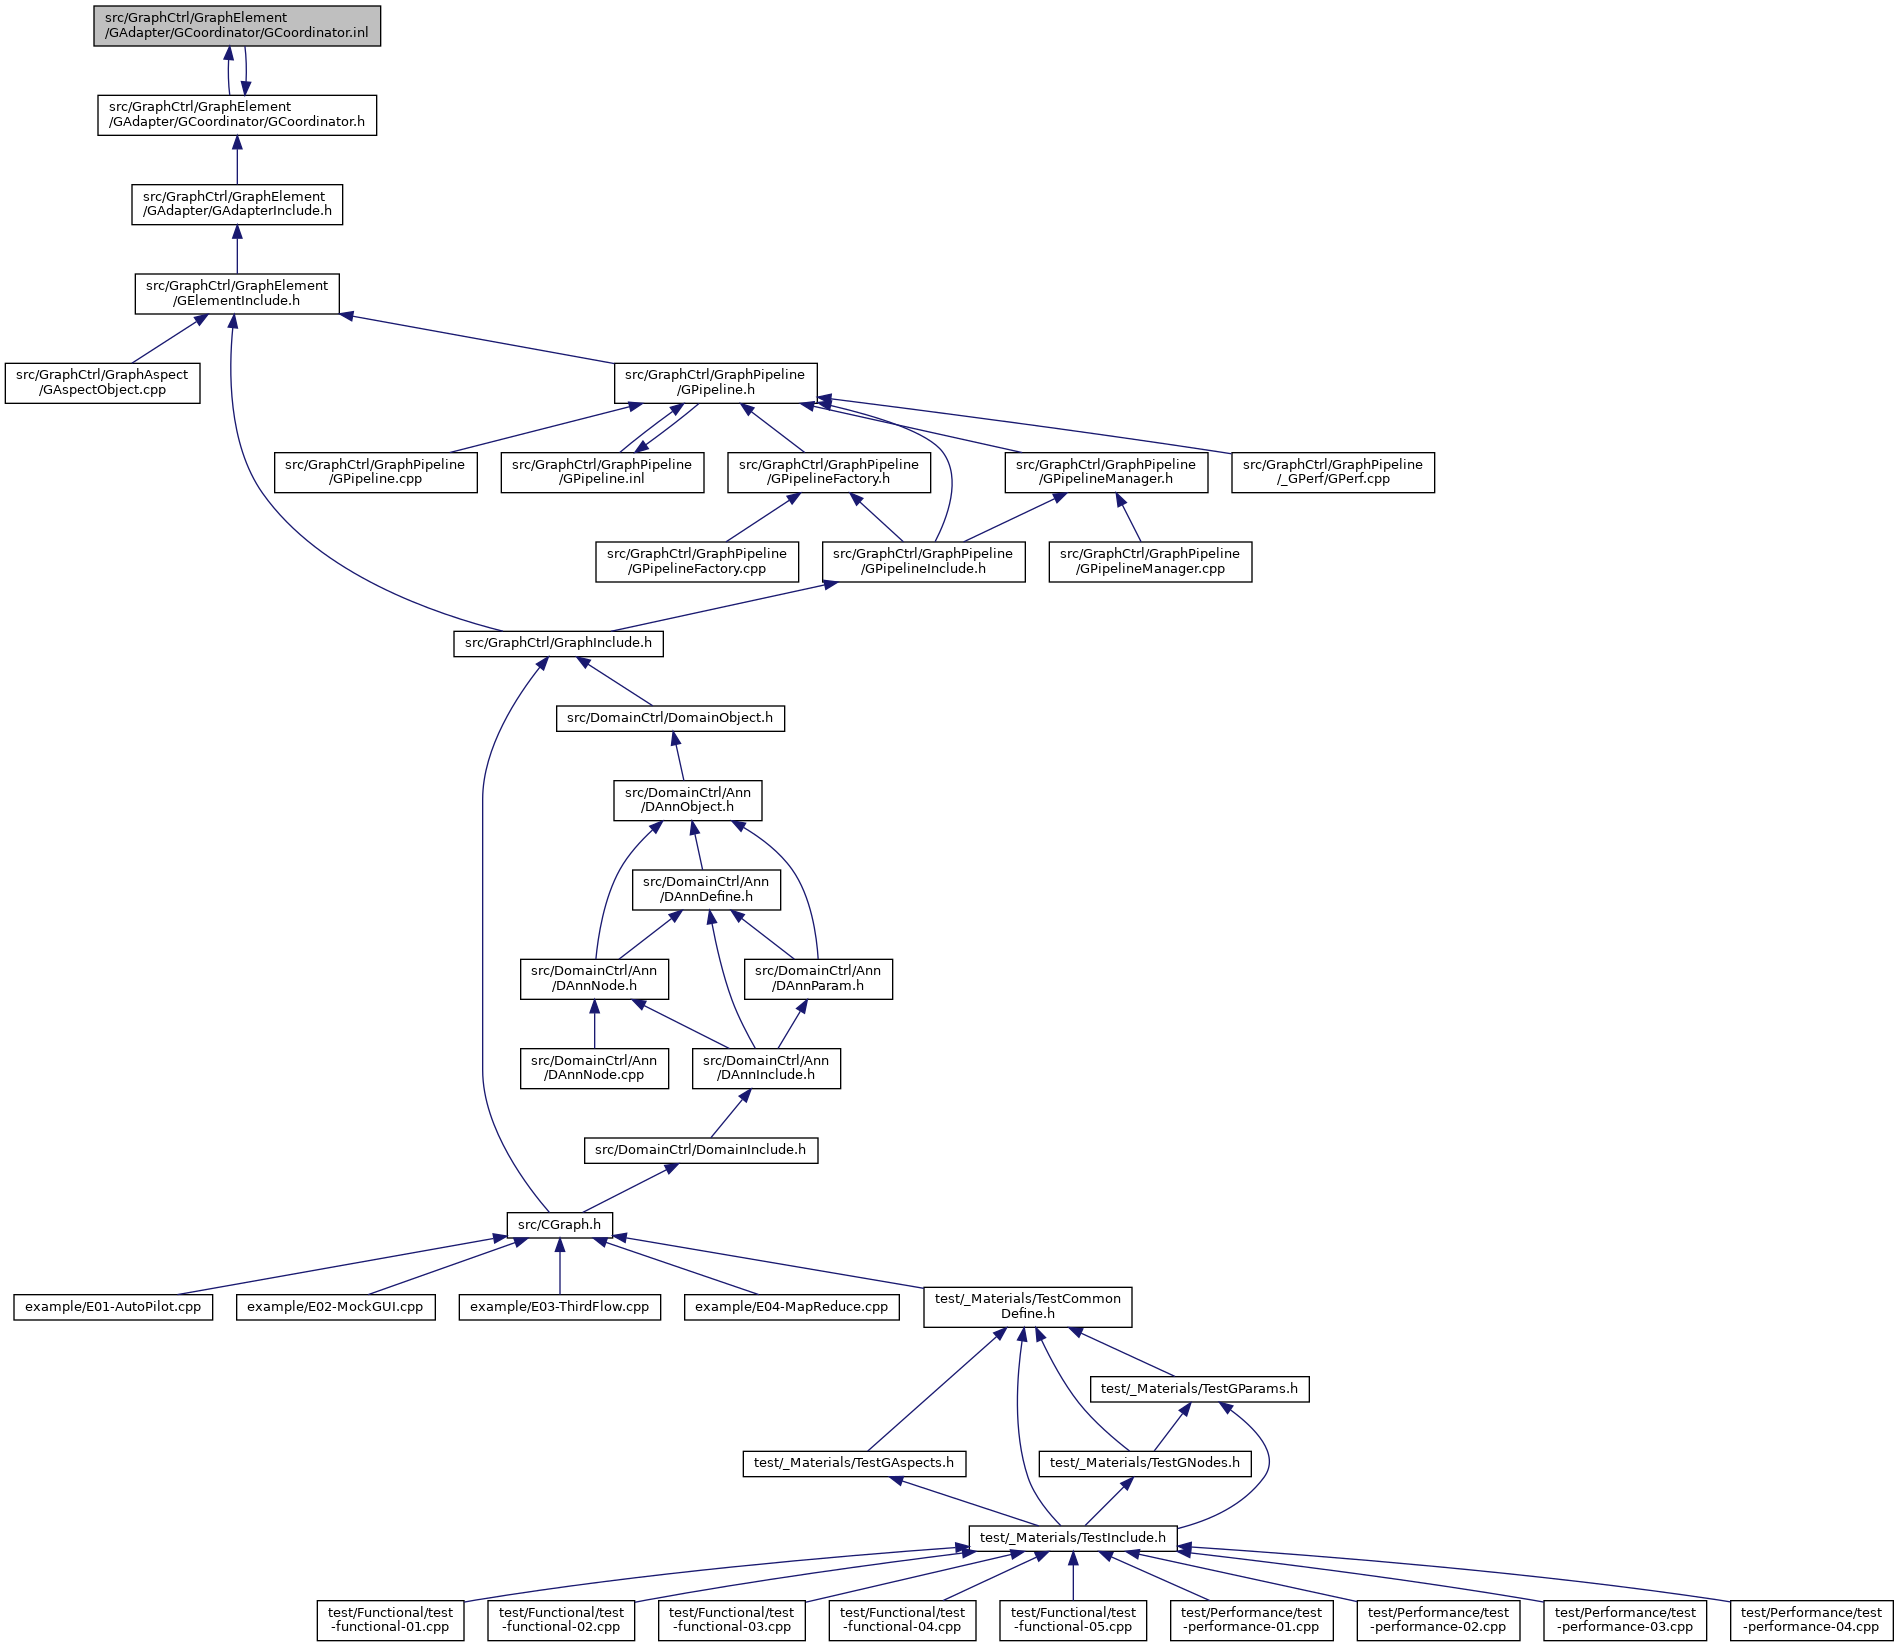 src/GraphCtrl/GraphElement
/GAdapter/GCoordinator/GCoordinator.inl
src/GraphCtrl/GraphElement
/GAdapter/GCoordinator/GCoordinator.h
src/GraphCtrl/GraphElement
/GAdapter/GAdapterInclude.h
src/GraphCtrl/GraphElement
/GElementInclude.h
src/GraphCtrl/GraphAspect
/GAspectObject.cpp
src/GraphCtrl/GraphPipeline
/GPipeline.h
src/GraphCtrl/GraphPipeline
/GPipeline.cpp
src/GraphCtrl/GraphPipeline
/GPipeline.inl
src/GraphCtrl/GraphPipeline
/GPipelineFactory.h
src/GraphCtrl/GraphPipeline
/GPipelineManager.h
src/GraphCtrl/GraphPipeline
/_GPerf/GPerf.cpp
src/GraphCtrl/GraphPipeline
/GPipelineFactory.cpp
src/GraphCtrl/GraphPipeline
/GPipelineInclude.h
src/GraphCtrl/GraphPipeline
/GPipelineManager.cpp
src/GraphCtrl/GraphInclude.h
src/DomainCtrl/DomainObject.h
src/DomainCtrl/Ann
/DAnnObject.h
src/DomainCtrl/Ann
/DAnnDefine.h
src/DomainCtrl/Ann
/DAnnNode.h
src/DomainCtrl/Ann
/DAnnParam.h
src/DomainCtrl/Ann
/DAnnNode.cpp
src/DomainCtrl/Ann
/DAnnInclude.h
src/DomainCtrl/DomainInclude.h
src/CGraph.h
example/E01-AutoPilot.cpp
example/E02-MockGUI.cpp
example/E03-ThirdFlow.cpp
example/E04-MapReduce.cpp
test/_Materials/TestCommon
Define.h
test/_Materials/TestGParams.h
test/_Materials/TestGAspects.h
test/_Materials/TestGNodes.h
test/_Materials/TestInclude.h
test/Functional/test
-functional-01.cpp
test/Functional/test
-functional-02.cpp
test/Functional/test
-functional-03.cpp
test/Functional/test
-functional-04.cpp
test/Functional/test
-functional-05.cpp
test/Performance/test
-performance-01.cpp
test/Performance/test
-performance-02.cpp
test/Performance/test
-performance-03.cpp
test/Performance/test
-performance-04.cpp